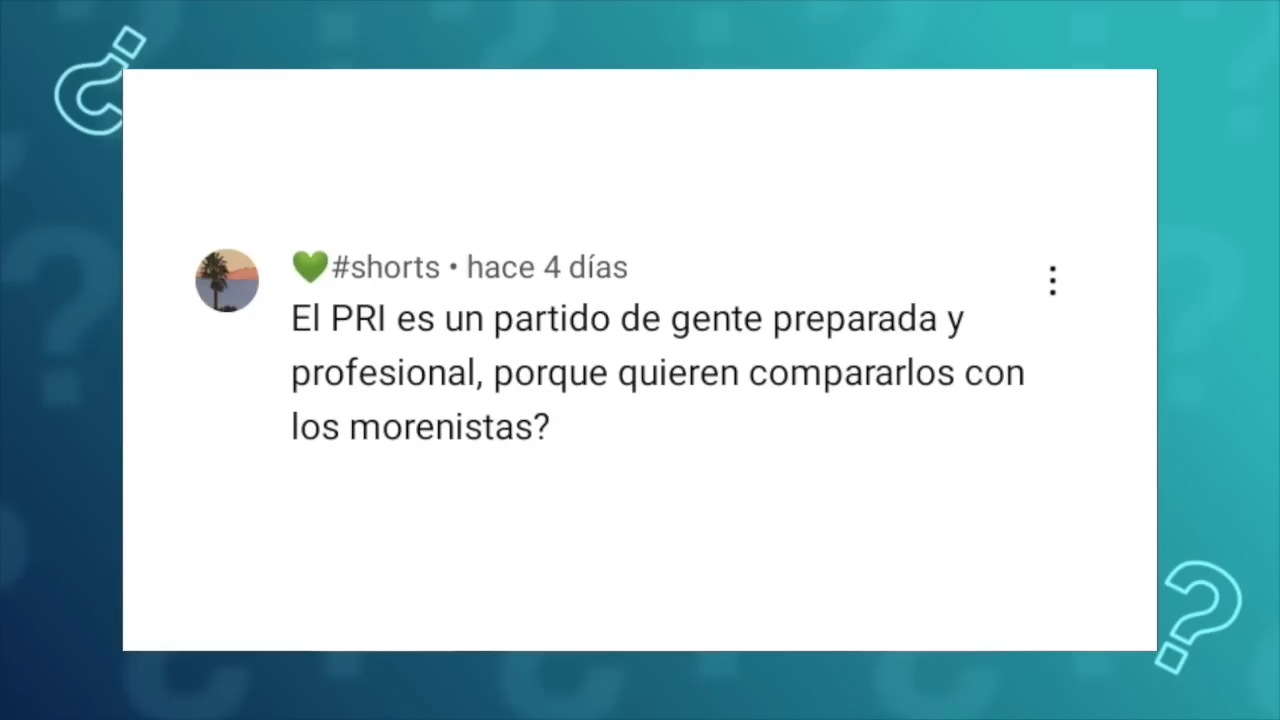 💚#shorts • hace 4 días
El PRI es un partido de gente preparada y
profesional, porque quieren compararlos con
los morenistas?